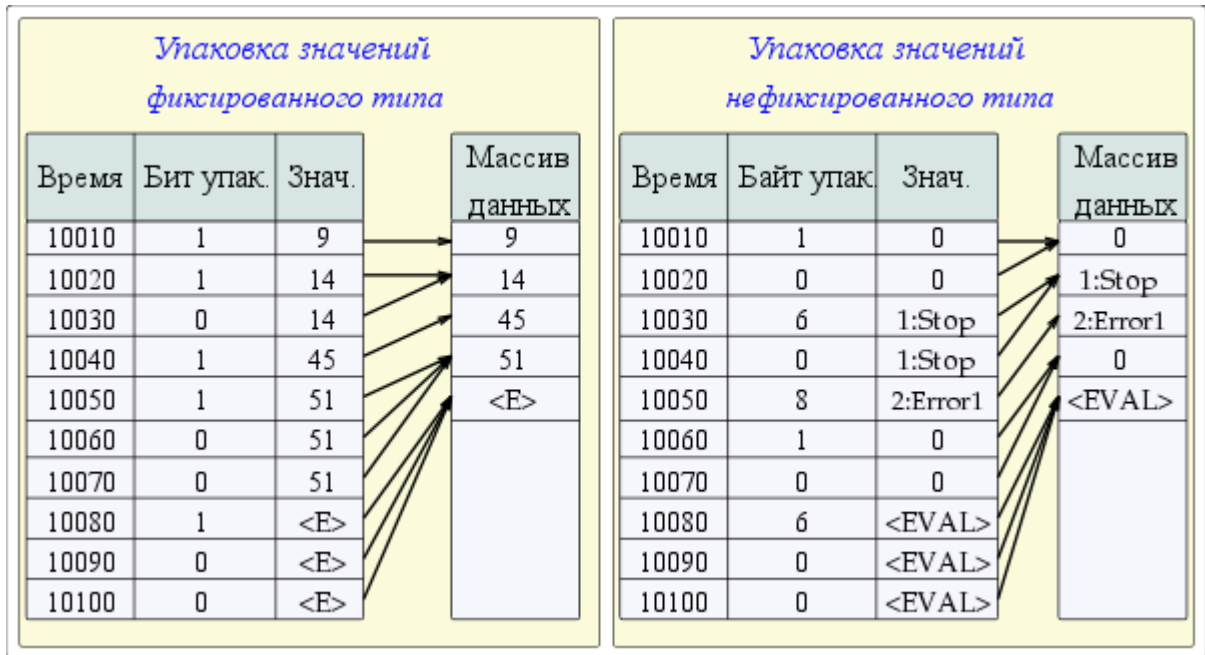 Упаковка значений
фиксированного типа
Время Бит упак. Знач. Массив данных
10010 1 9 9
10020 1 14 14
10030 0 14 45
10040 1 45 51
10050 1 51 <E>
10060 0 51
10070 0 51
10080 1 <E>
10090 0 <E>
10100 0 <E>
Упаковка значений
нефиксированного типа
Время Байт упак. Знач. Массив данных
10010 1 0 0
10020 0 0 1:Stop
10030 6 1:Stop 2:Error1
10040 0 1:Stop 0
10050 8 2:Error1 <EVAL>
10060 1 0
10070 0 0
10080 6 <EVAL>
10090 0 <EVAL>
10100 0 <EVAL>